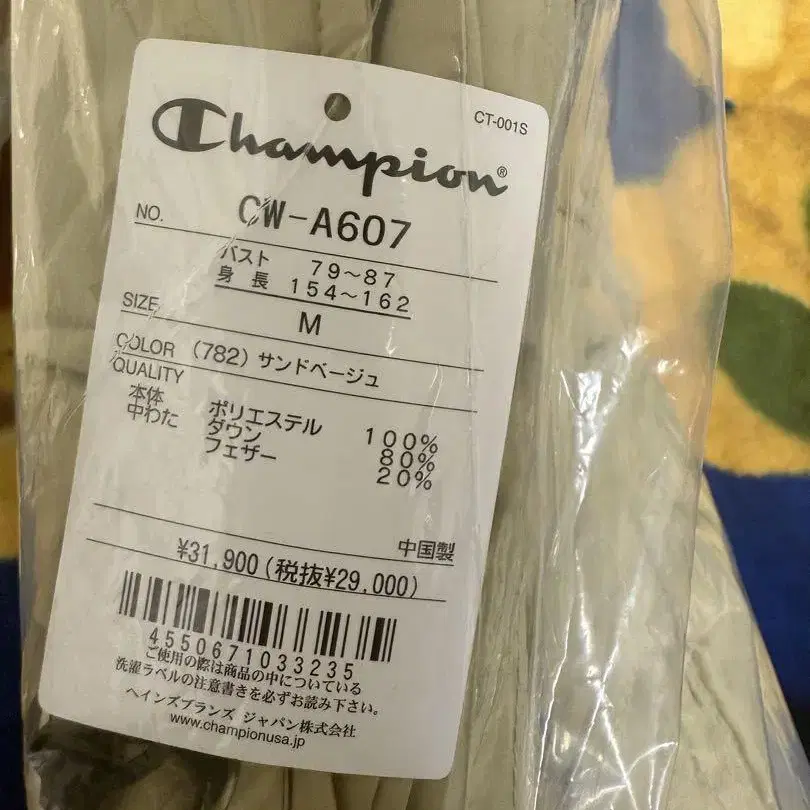 CT-001S
Champion®
NO. CW-A607
バスト 79~87
身長 154~162
SIZE M
COLOR (782) サンドベージュ
QUALITY
本体 ポリエステル 100%
中わた ダウン 80%
フェザー 20%
中国製
¥31,900(税抜¥29,000)
4550671033235
ご使用の際は商品の中についている
洗濯ラベルの注意書きを必ずお読み下さい。
ヘインズブランズ ジャパン株式会社
www.championusa.jp